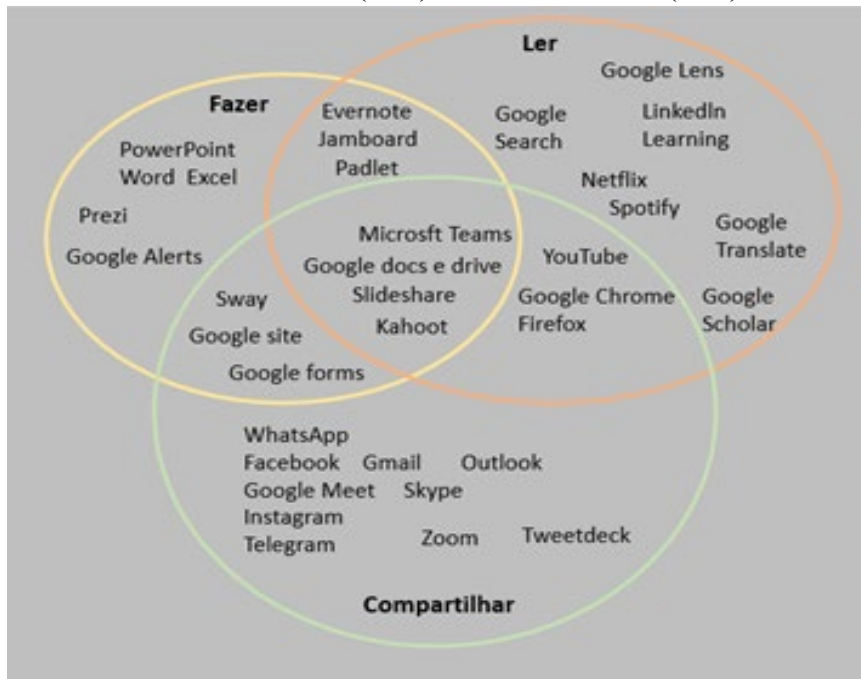 Ler
Google Lens
Fazer
Evernote
Jamboard
Padlet
Google
Search
LinkedIn
Learning
PowerPoint
Word Excel
Netflix
Spotify
Prezi
Google
Translate
Google Alerts
Microsft Teams
Google docs e drive
Slideshare
Kahoot
YouTube
Google Chrome
Firefox
Google
Scholar
Sway
Google site
Google forms
WhatsApp
Facebook Gmail Outlook
Google Meet Skype
Instagram
Telegram
Zoom Tweetdeck
Compartilhar